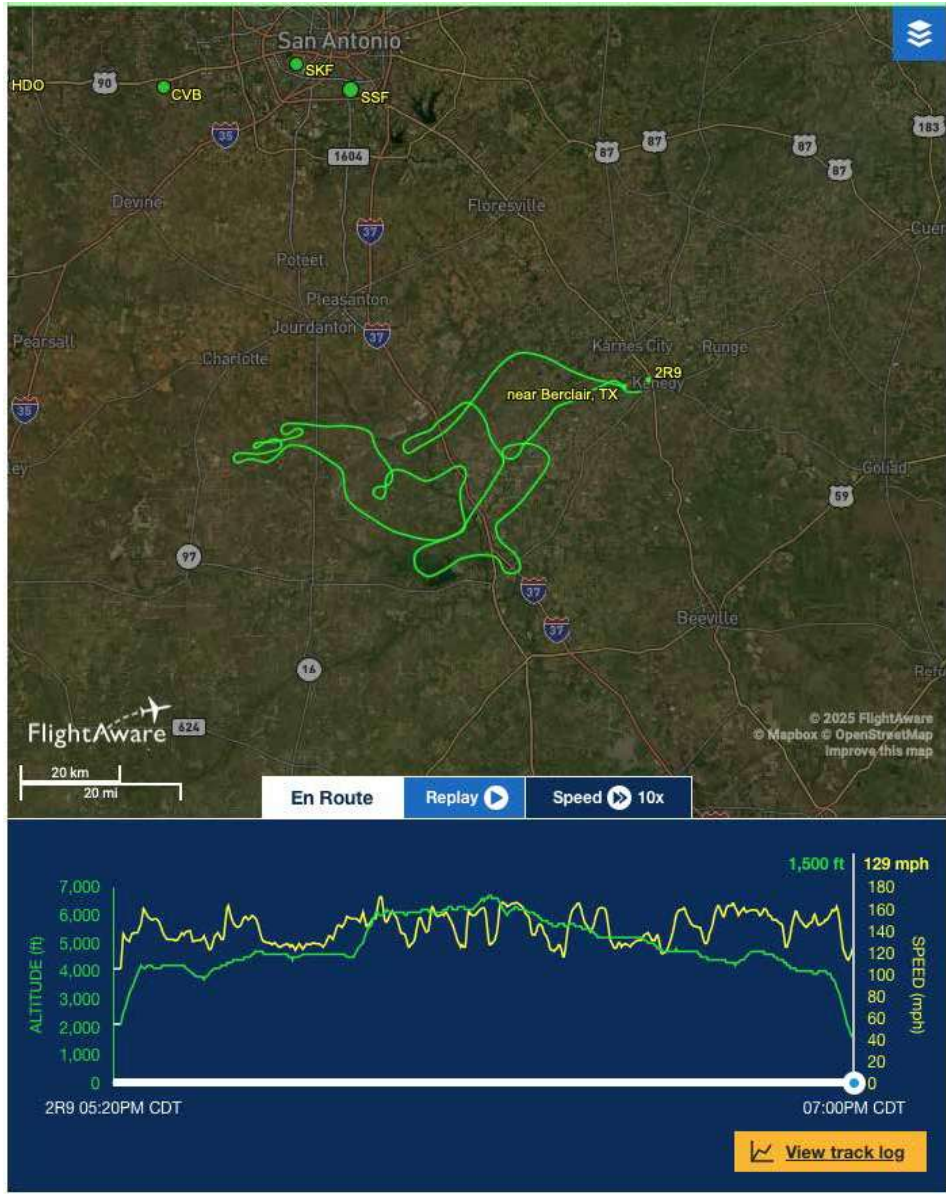 San Antonio
SKF
HDO
90
CVB
SSF
35
1604
87
87
87
183
87
Devine
Floresville
Cuer
37
Poteet
Pleasanton
Jourdanton
37
Pearsall
Charlotte
Karnes City
Runge
2R9
Kenedy
near Berclair, TX
35
ley
Goliad
59
97
37
Beeville
37
16
Refu
FlightAware
624
© 2025 FlightAware
© Mapbox © OpenStreetMap
Improve this map
20 km
20 mi
En Route
Replay
Speed 10x
1,500 ft
129 mph
7,000
6,000
5,000
4,000
3,000
2,000
1,000
0
ALTITUDE (ft)
180
160
140
120
100
80
60
40
20
0
SPEED (mph)
2R9 05:20PM CDT
07:00PM CDT
View track log